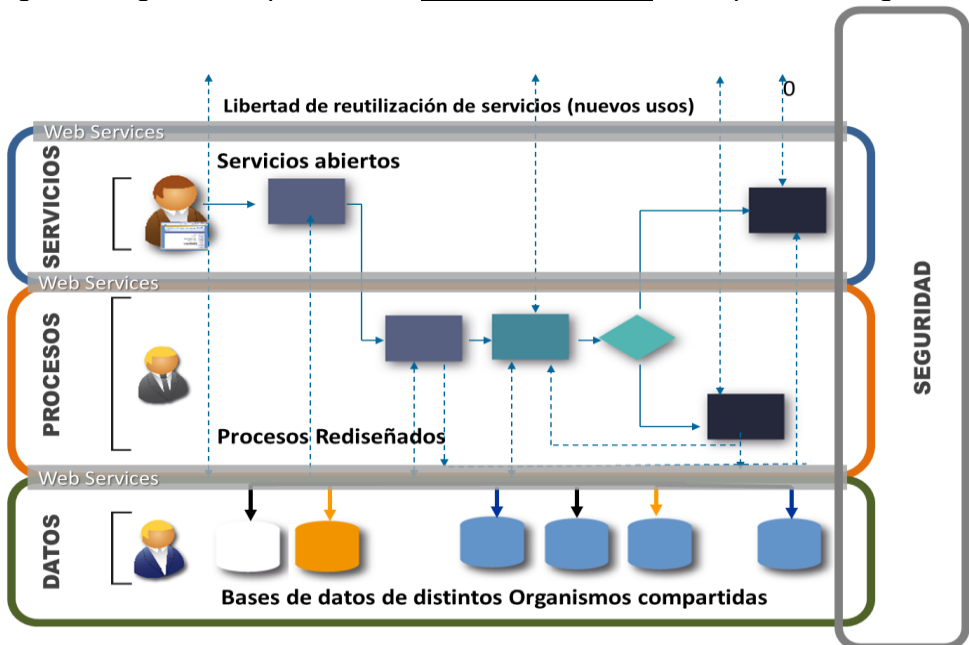 0
Libertad de reutilización de servicios (nuevos usos)
Web Services
SERVICIOS
Servicios abiertos
Web Services
PROCESOS
Procesos Rediseñados
Web Services
DATOS
Bases de datos de distintos Organismos compartidas
SEGURIDAD